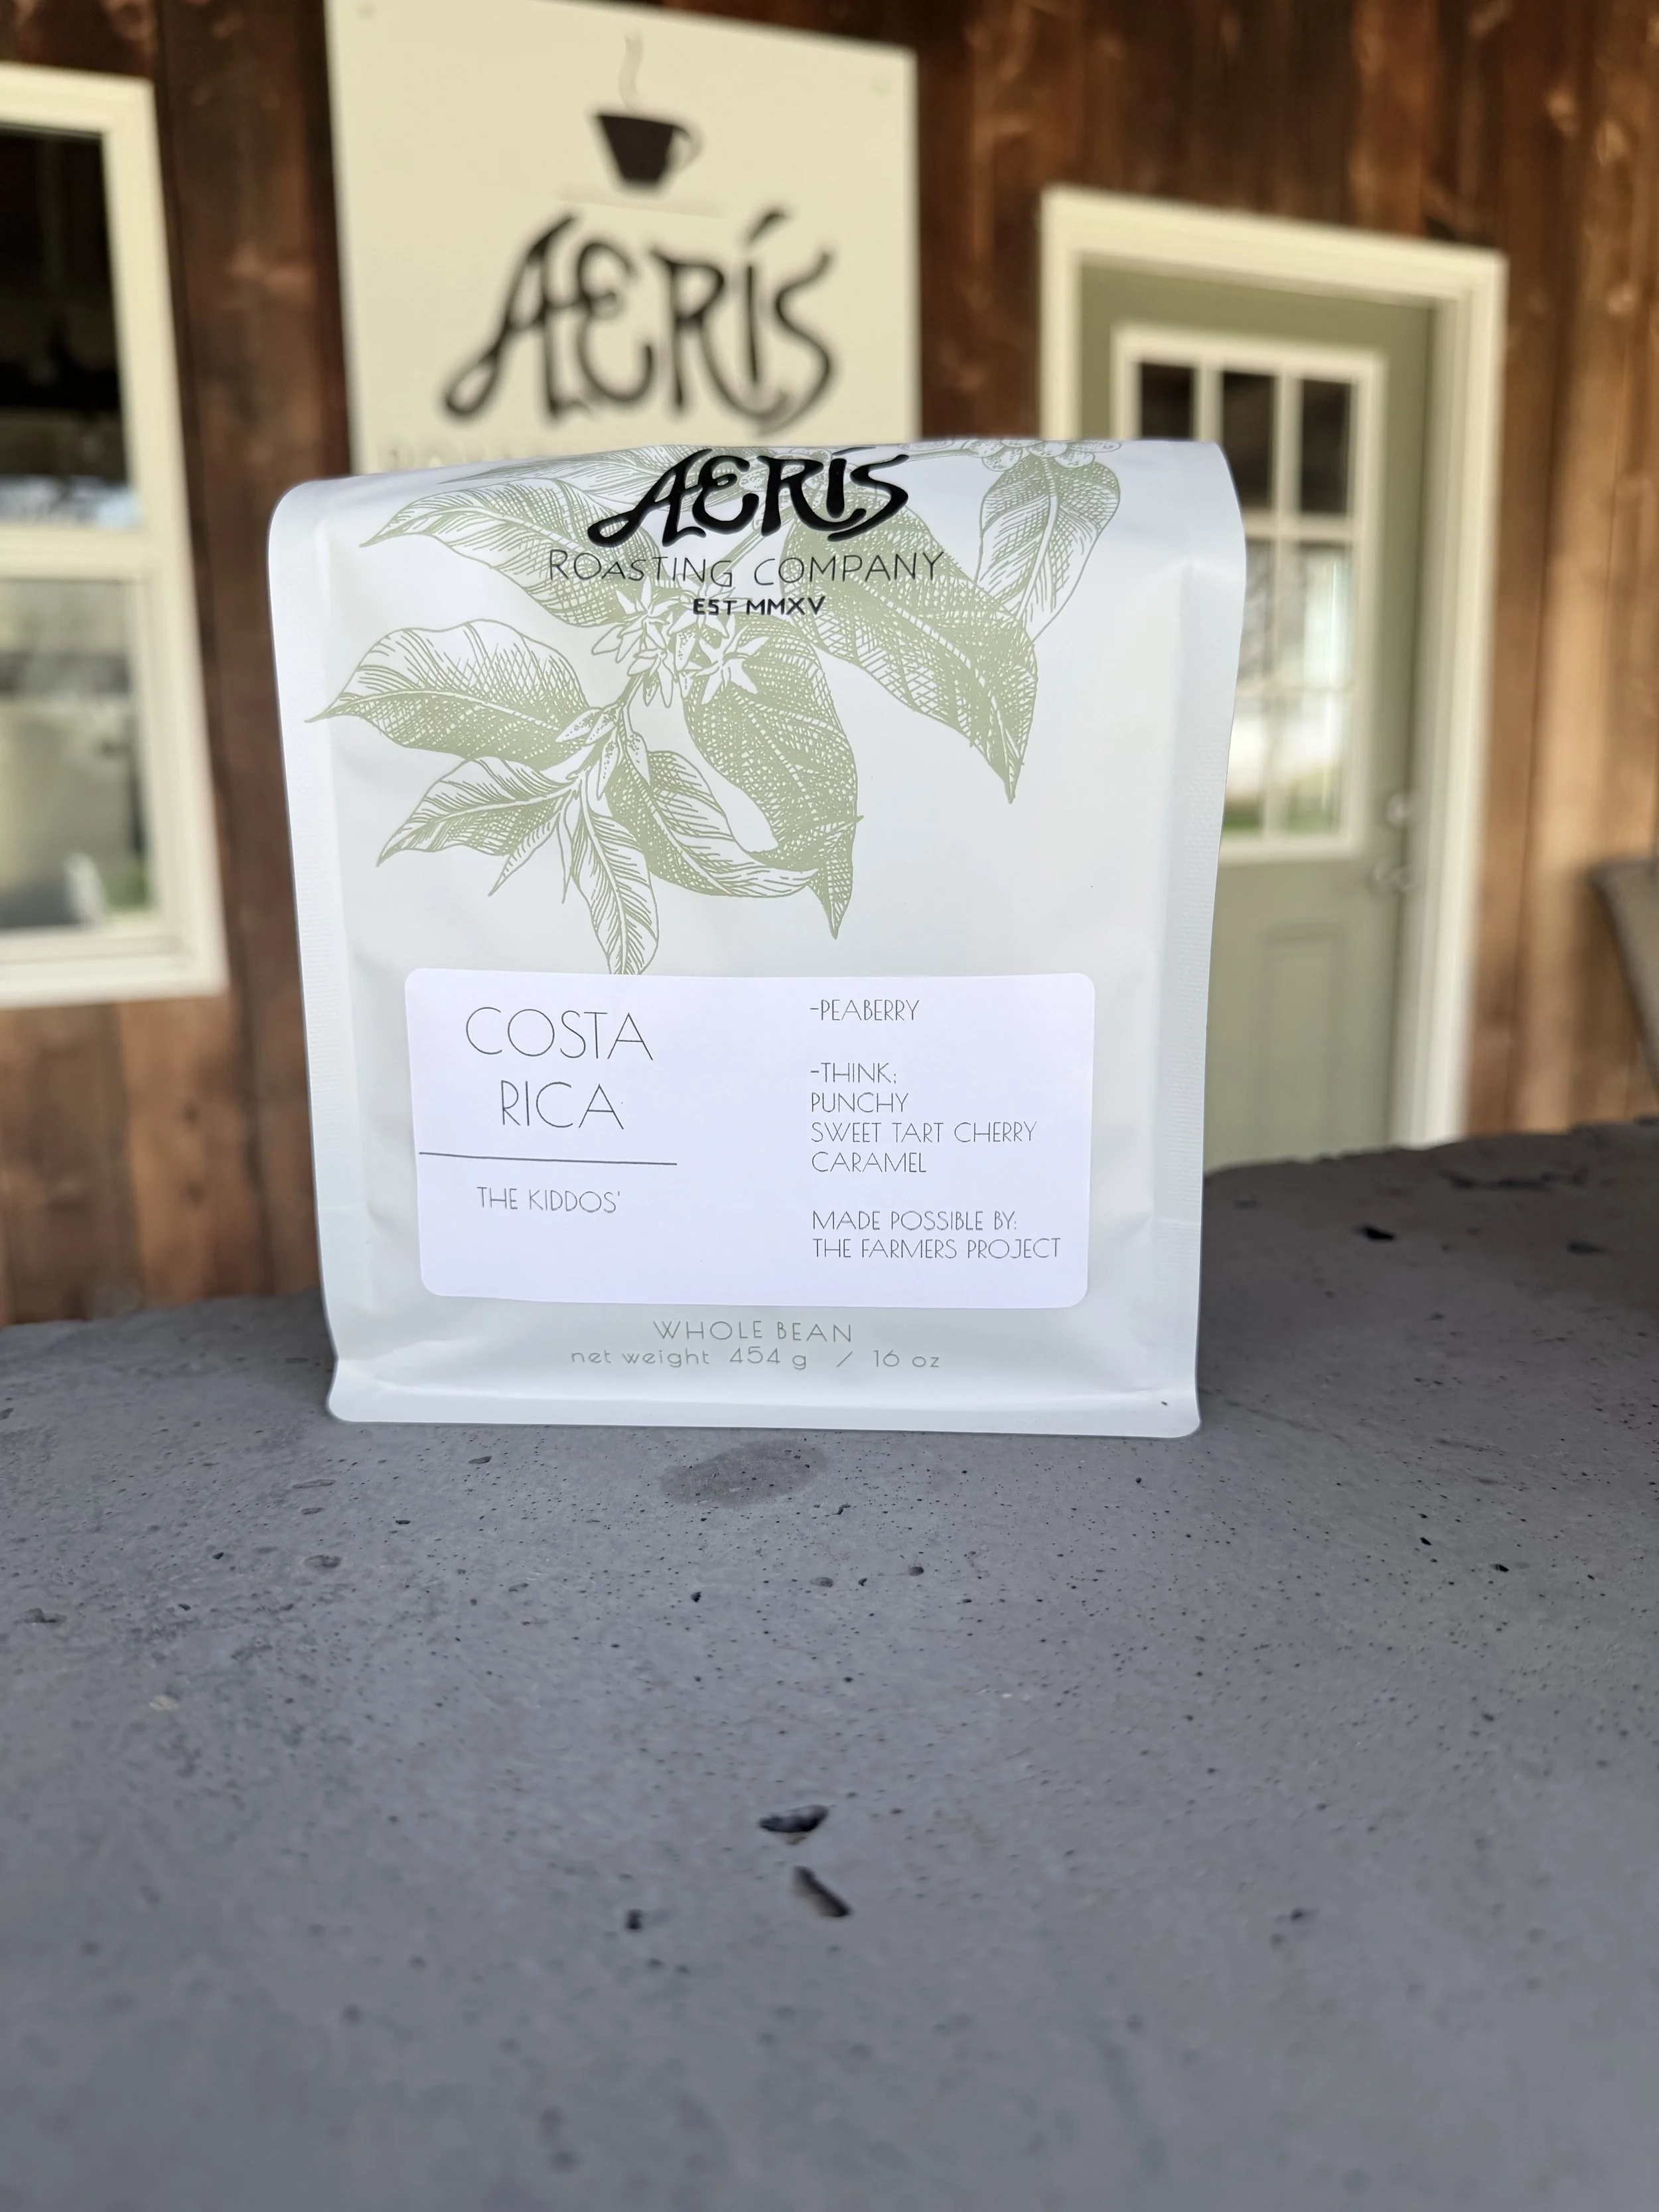 AERÍS
AERÍS
ROASTING COMPANY
EST MMXV
COSTA
RICA
THE KIDDOS'
-PEABERRY
-THINK:
PUNCHY
SWEET TART CHERRY
CARAMEL
MADE POSSIBLE BY:
THE FARMERS PROJECT
WHOLE BEAN
net weight 454 g / 16 oz